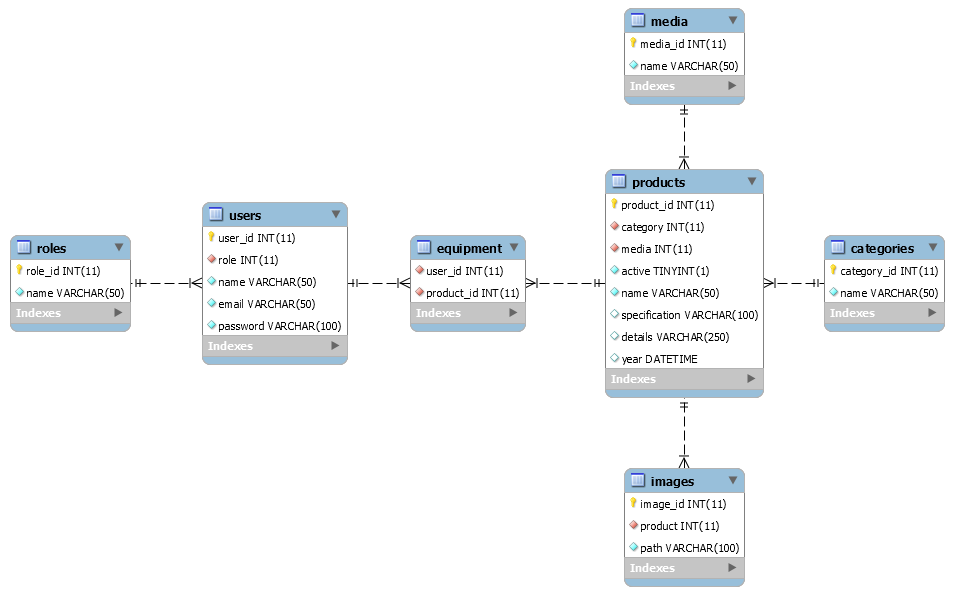 media
media_id INT(11)
name VARCHAR(50)
Indexes
products
product_id INT(11)
category INT(11)
media INT(11)
active TINYINT(1)
name VARCHAR(50)
specification VARCHAR(100)
details VARCHAR(250)
year DATETIME
Indexes
users
user_id INT(11)
role INT(11)
name VARCHAR(50)
email VARCHAR(50)
password VARCHAR(100)
Indexes
roles
role_id INT(11)
name VARCHAR(50)
Indexes
equipment
user_id INT(11)
product_id INT(11)
Indexes
categories
category_id INT(11)
name VARCHAR(50)
Indexes
images
image_id INT(11)
product INT(11)
path VARCHAR(100)
Indexes